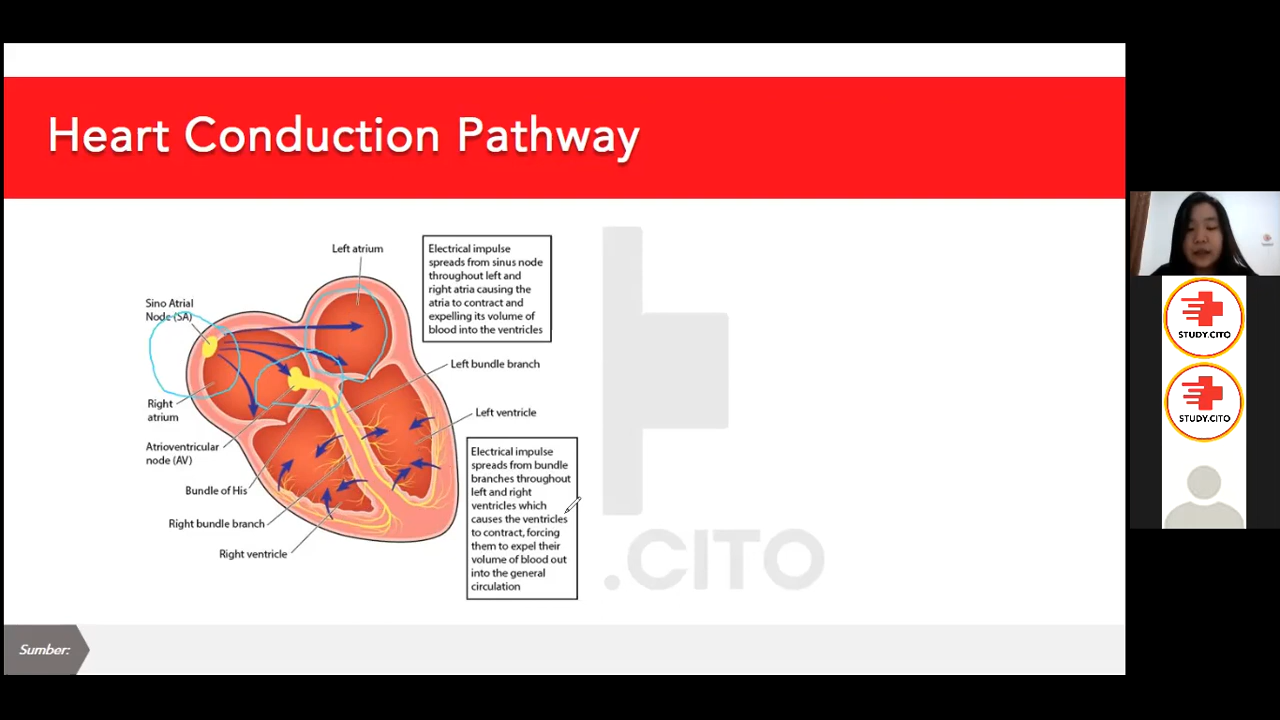 Heart Conduction Pathway
Left atrium
Electrical impulse
spreads from sinus node
throughout left and
right atria causing the
atria to contract and
expelling its volume of
blood into the ventricles
Sino Atrial
Node (SA)
Left bundle branch
Right
atrium
Left ventricle
Atrioventricular
node (AV)
Electrical impulse
spreads from bundle
branches throughout
left and right
ventricles which
causes the ventricles
to contract, forcing
them to expel their
volume of blood out
into the general
circulation
Bundle of His
Right bundle branch
Right ventricle
.CITO
Sumber:
STUDY.CITO
STUDY.CITO